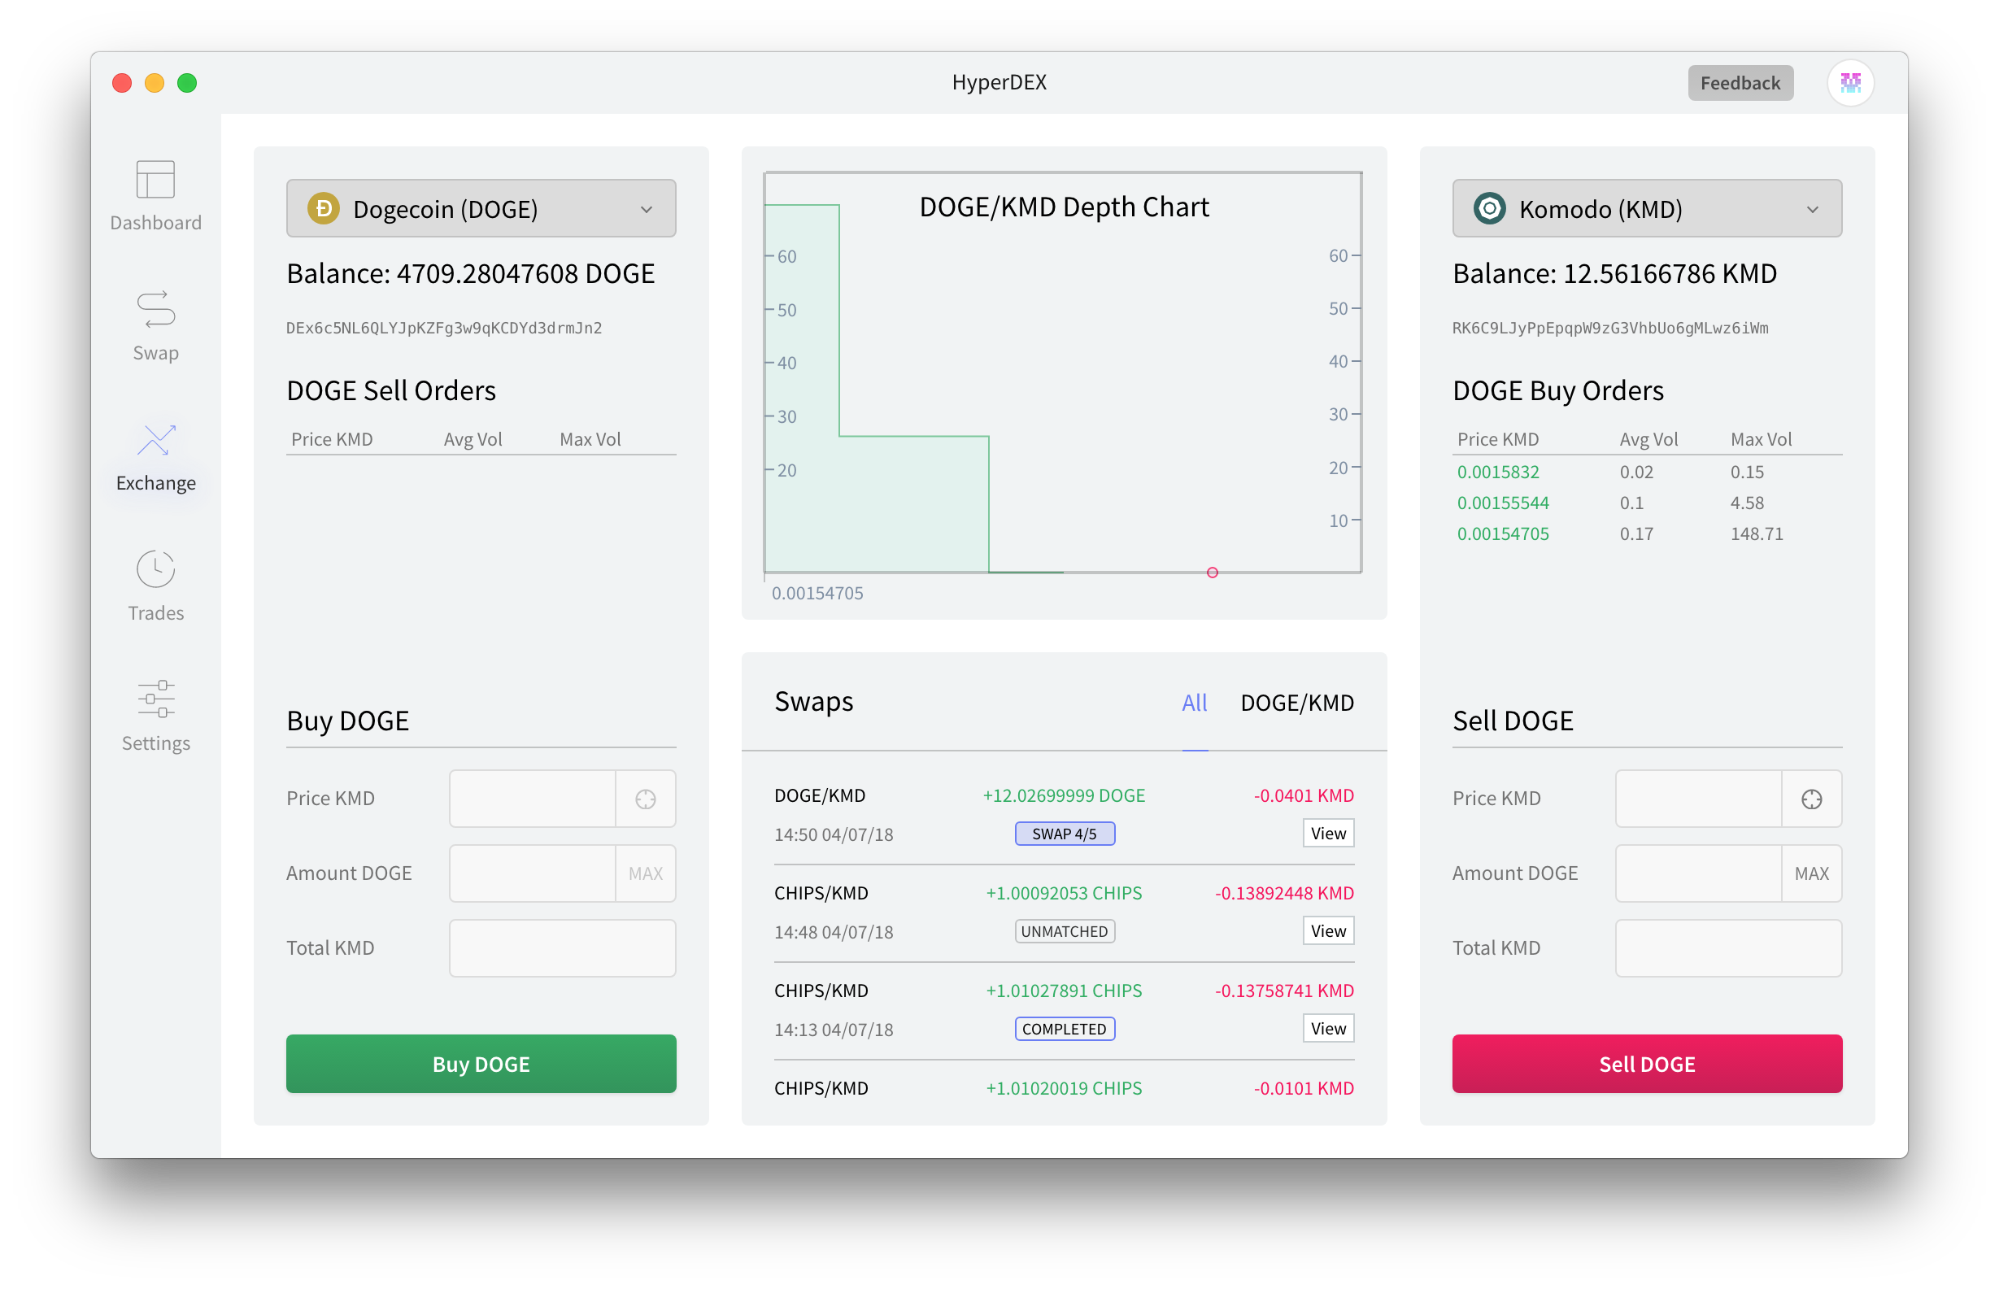 HyperDEX
Feedback
Dashboard
Swap
Exchange
Trades
Settings
Dogecoin (DOGE)
Balance: 4709.28047608 DOGE
DEx6c5NL6QLYJpKZFg3w9qKCDYd3drmJn2
DOGE Sell Orders
Price KMD Avg Vol Max Vol
Buy DOGE
Price KMD
Amount DOGE MAX
Total KMD
Buy DOGE
DOGE/KMD Depth Chart
60 60
50 50
40 40
30 30
20 20
10
0.00154705
Swaps All DOGE/KMD
DOGE/KMD +12.02699999 DOGE -0.0401 KMD
14:50 04/07/18 SWAP 4/5 View
CHIPS/KMD +1.00092053 CHIPS -0.13892448 KMD
14:48 04/07/18 UNMATCHED View
CHIPS/KMD +1.01027891 CHIPS -0.13758741 KMD
14:13 04/07/18 COMPLETED View
CHIPS/KMD +1.01020019 CHIPS -0.0101 KMD
Komodo (KMD)
Balance: 12.56166786 KMD
RK6C9LJyPpEpqpW9zG3VhbUo6gMLwz6iWm
DOGE Buy Orders
Price KMD Avg Vol Max Vol
0.0015832 0.02 0.15
0.00155544 0.1 4.58
0.00154705 0.17 148.71
Sell DOGE
Price KMD
Amount DOGE MAX
Total KMD
Sell DOGE